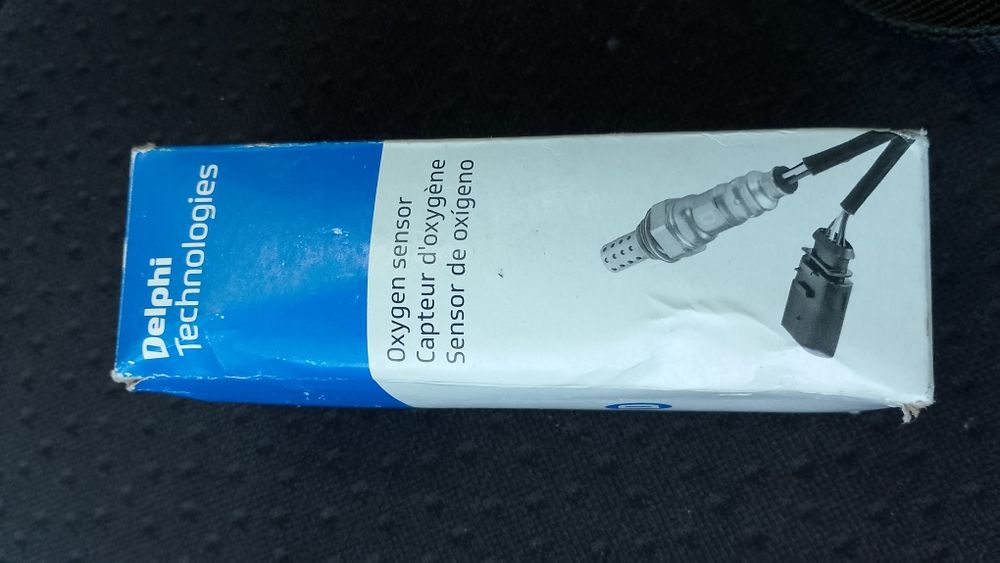 Delphi
Technologies
Oxygen sensor
Capteur d'oxygène
Sensor de oxígeno